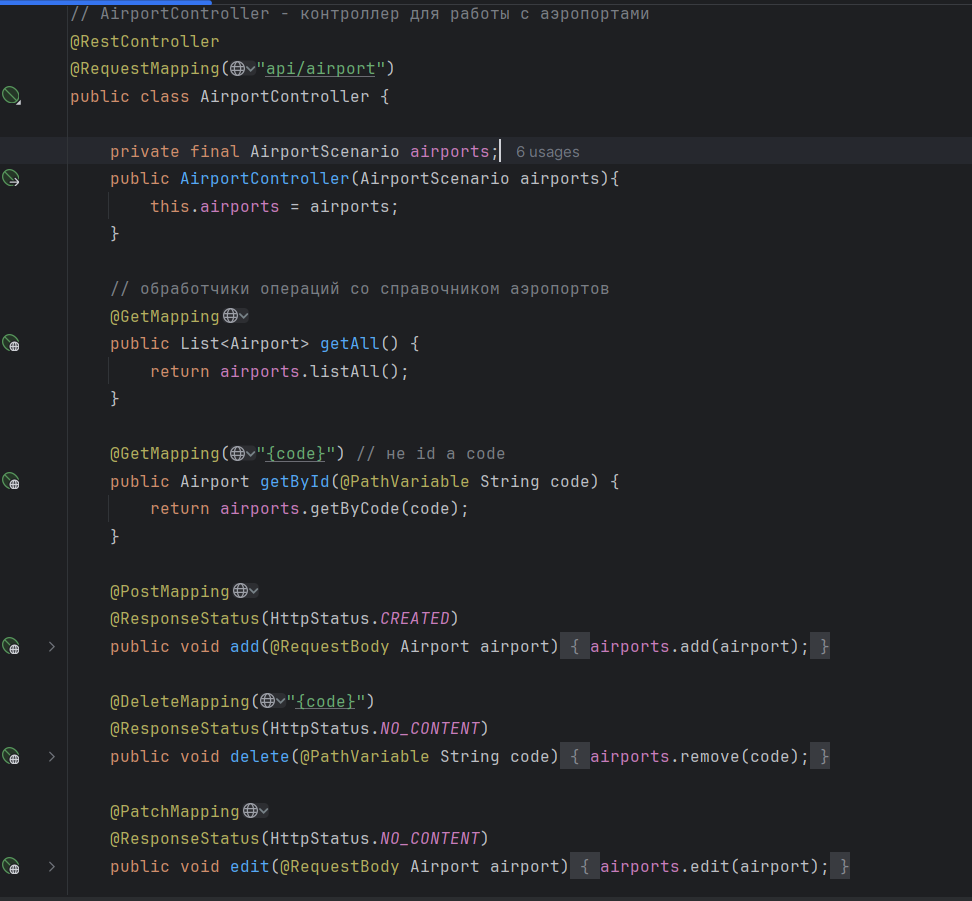 // AirportController - контроллер для работы с аэропортами
@RestController
@RequestMapping("api/airport")
public class AirportController {
private final AirportScenario airports; 6 usages
public AirportController(AirportScenario airports){
this.airports = airports;
}
// обработчики операций со справочником аэропортов
@GetMapping
public List<Airport> getAll() {
return airports.listAll();
}
@GetMapping("{code}") // не id а code
public Airport getById(@PathVariable String code) {
return airports.getByCode(code);
}
@PostMapping
@ResponseStatus(HttpStatus.CREATED)
public void add(@RequestBody Airport airport) { airports.add(airport); }
@DeleteMapping("{code}")
@ResponseStatus(HttpStatus.NO_CONTENT)
public void delete(@PathVariable String code) { airports.remove(code); }
@PatchMapping
@ResponseStatus(HttpStatus.NO_CONTENT)
public void edit(@RequestBody Airport airport) { airports.edit(airport); }